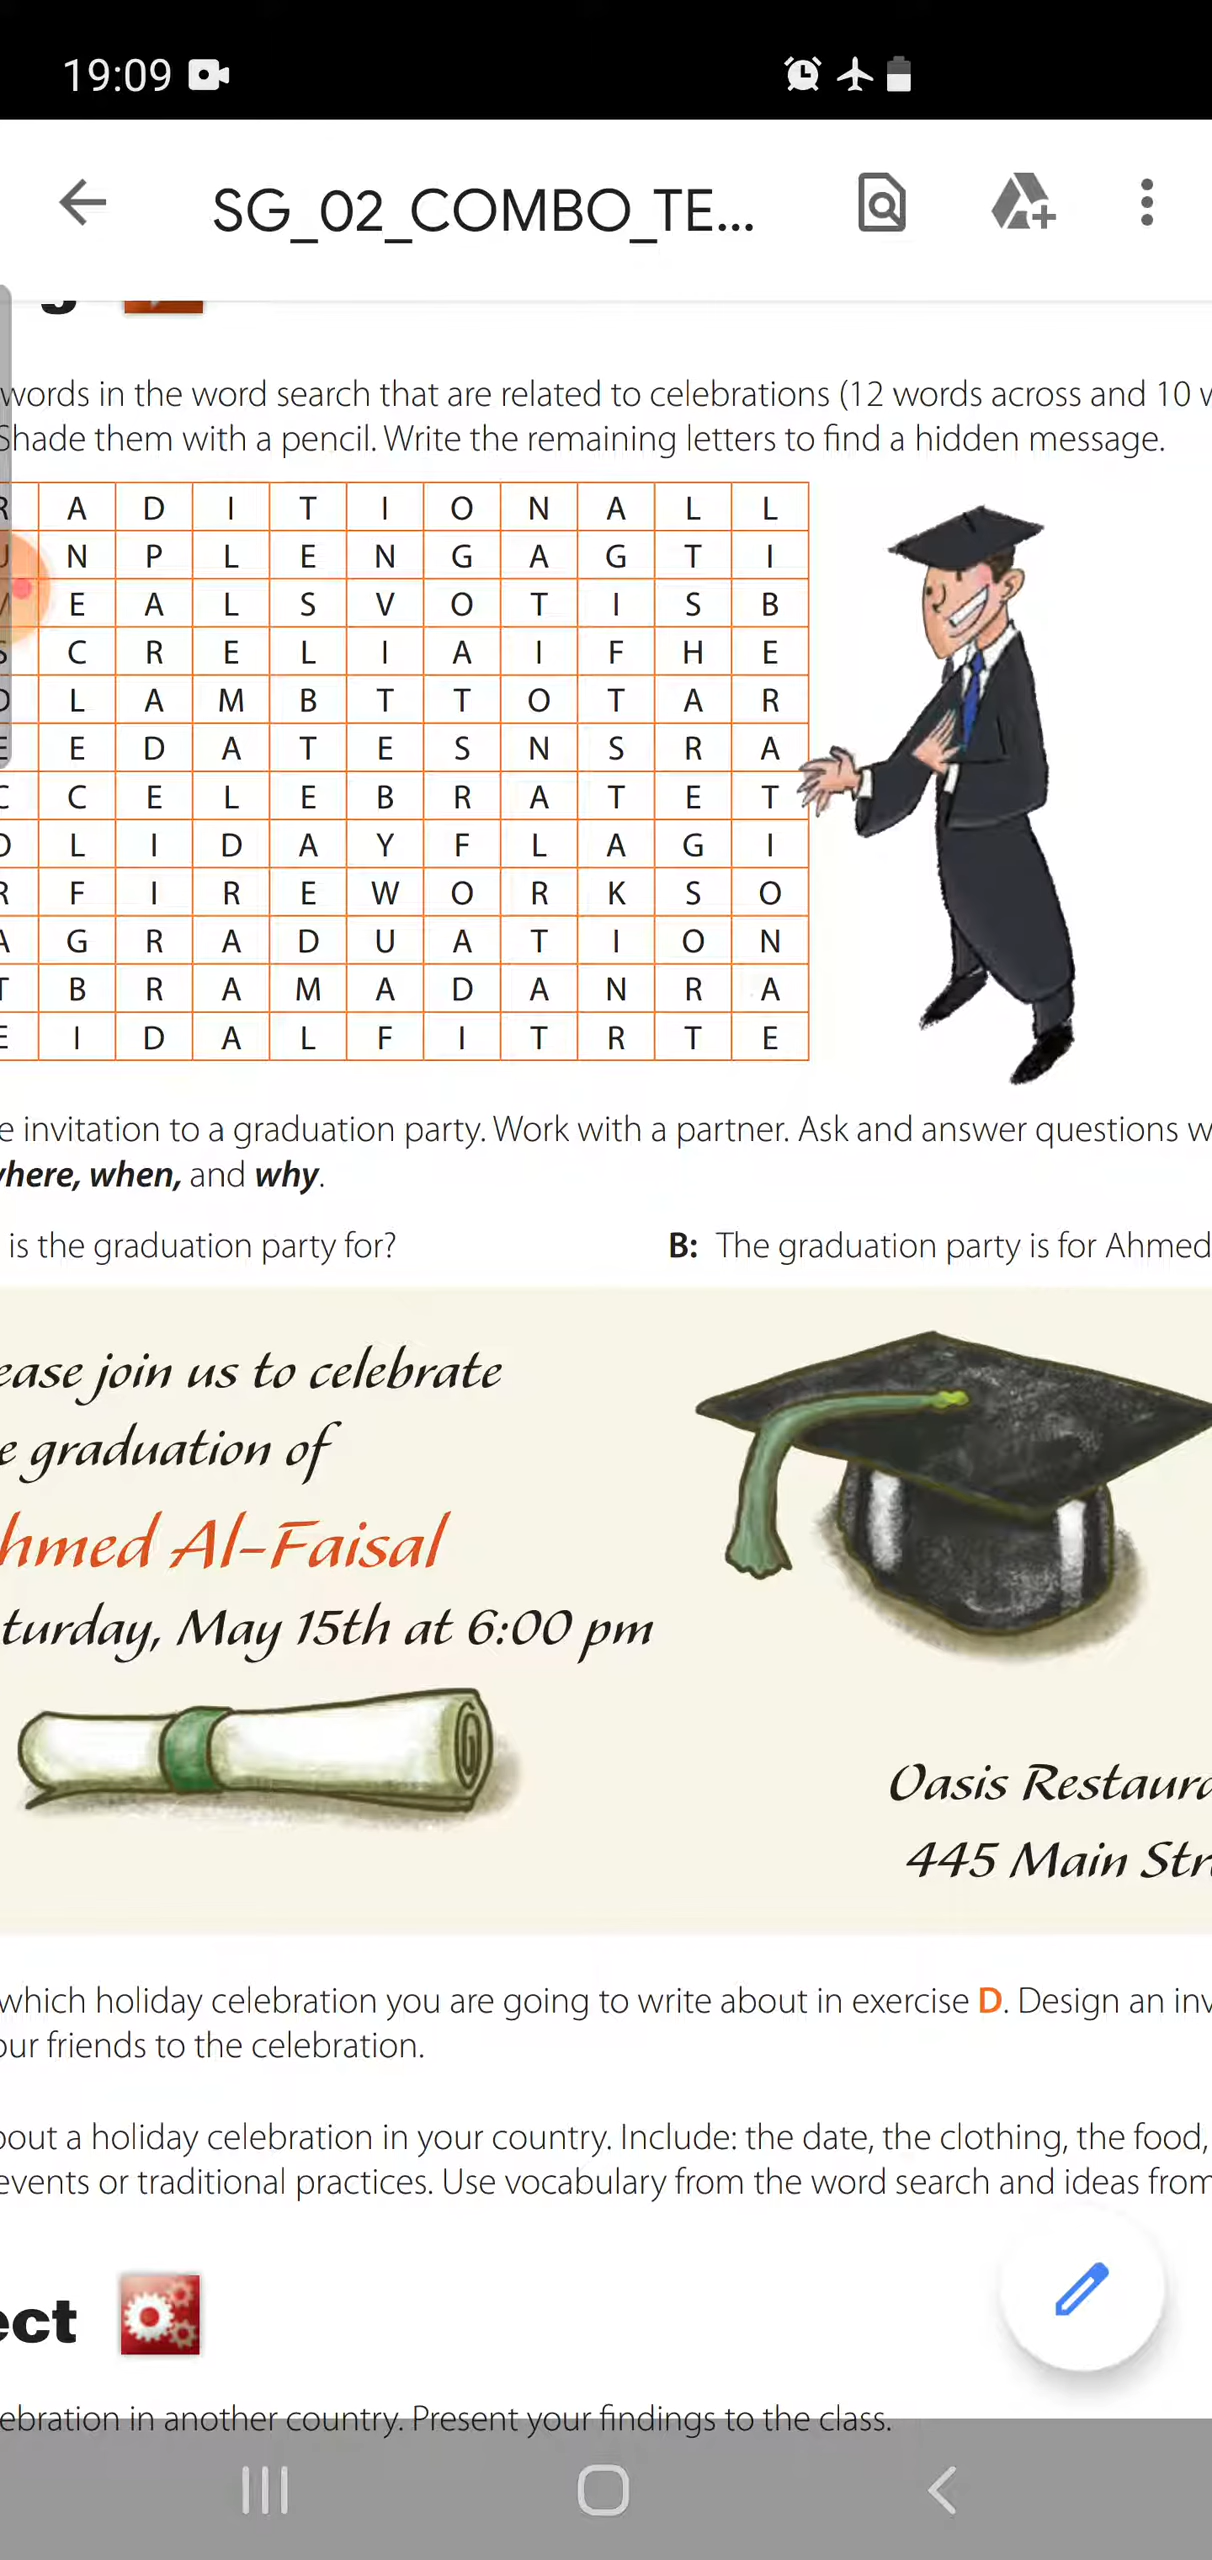 19:09
SG_02_COMBO_TE...
g
words in the word search that are related to celebrations (12 words across and 10 w
Shade them with a pencil. Write the remaining letters to find a hidden message.
R A D I T I O N A L L
U N P L E N G A G T I
E A L S V O T I S B
S C R E L I A I F H E
D L A M B T T O T A R
E E D A T E S N S R A
C C E L E B R A T E T
O L I D A Y F L A G I
R F I R E W O R K S O
A G R A D U A T I O N
T B R A M A D A N R A
E I D A L F I T R T E
e invitation to a graduation party. Work with a partner. Ask and answer questions w
where, when, and why.
is the graduation party for?
B: The graduation party is for Ahmed
ease join us to celebrate
e graduation of
hmed Al-Faisal
turday, May 15th at 6:00 pm
Oasis Restaura
445 Main Str
which holiday celebration you are going to write about in exercise D. Design an inv
our friends to the celebration.
bout a holiday celebration in your country. Include: the date, the clothing, the food,
events or traditional practices. Use vocabulary from the word search and ideas from
ect
ebration in another country. Present your findings to the class.